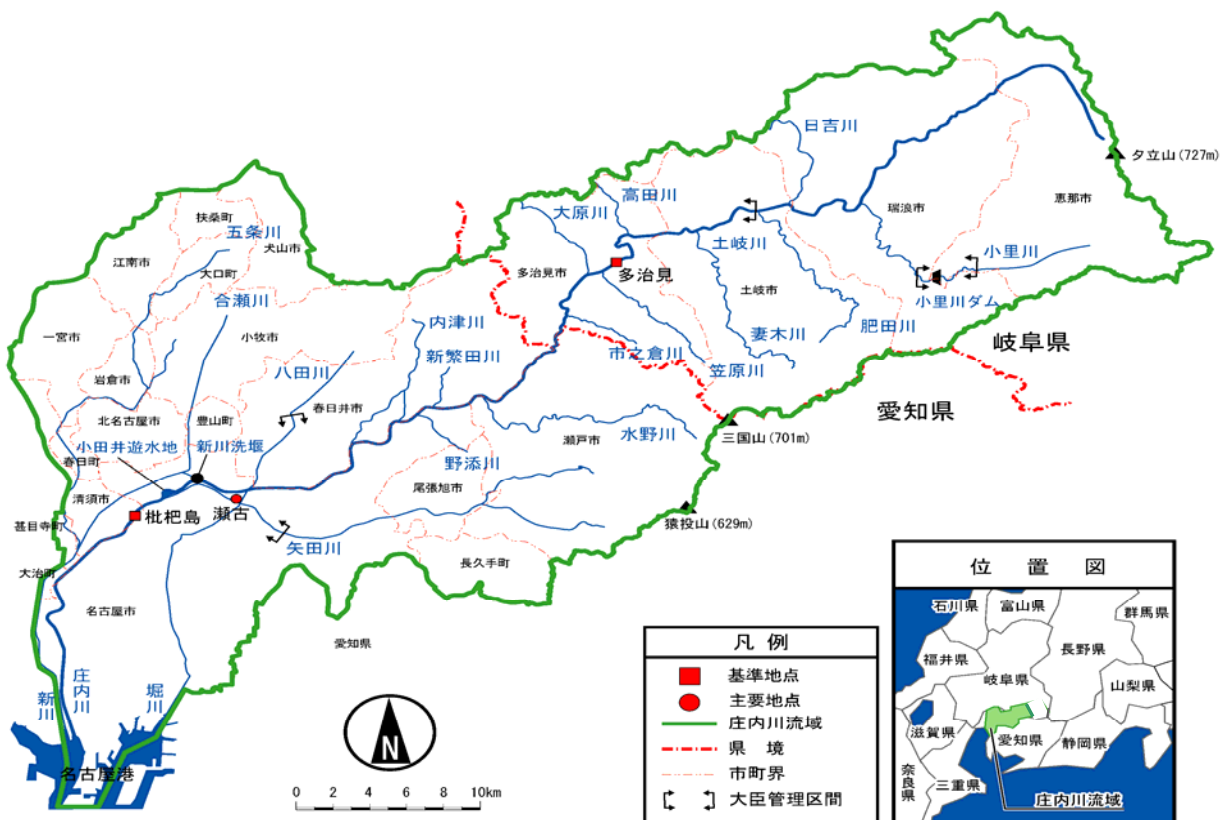 日吉川
夕立山(727m)
高田川
扶桑町
大原川
恵那市
瑞浪市
五条川
犬山市
江南市
土岐川
小里川
大口町
多治見市
多治見
合瀬川
土岐市
小里川ダム
内津川
肥田川
妻木川
一宮市
小牧市
岐阜県
新繁田川
市之倉川
八田川
笠原川
岩倉市
愛知県
春日井市
北名古屋市
豊山町
三国山(701m)
水野川
瀬戸市
小田井遊水地
新川洗堰
春日町
野添川
尾張旭市
清須市
枇杷島
瀬古
猿投山(629m)
甚目寺町
矢田川
長久手町
大治町
名古屋市
愛知県
新川
庄内川
堀川
名古屋港
N
0 2 4 6 8 10km
凡例
基準地点
主要地点
庄内川流域
県 境
市町界
大臣管理区間
位 置 図
石川県
富山県
群馬県
福井県
長野県
岐阜県
山梨県
滋賀県
愛知県
静岡県
奈良県
三重県
庄内川流域